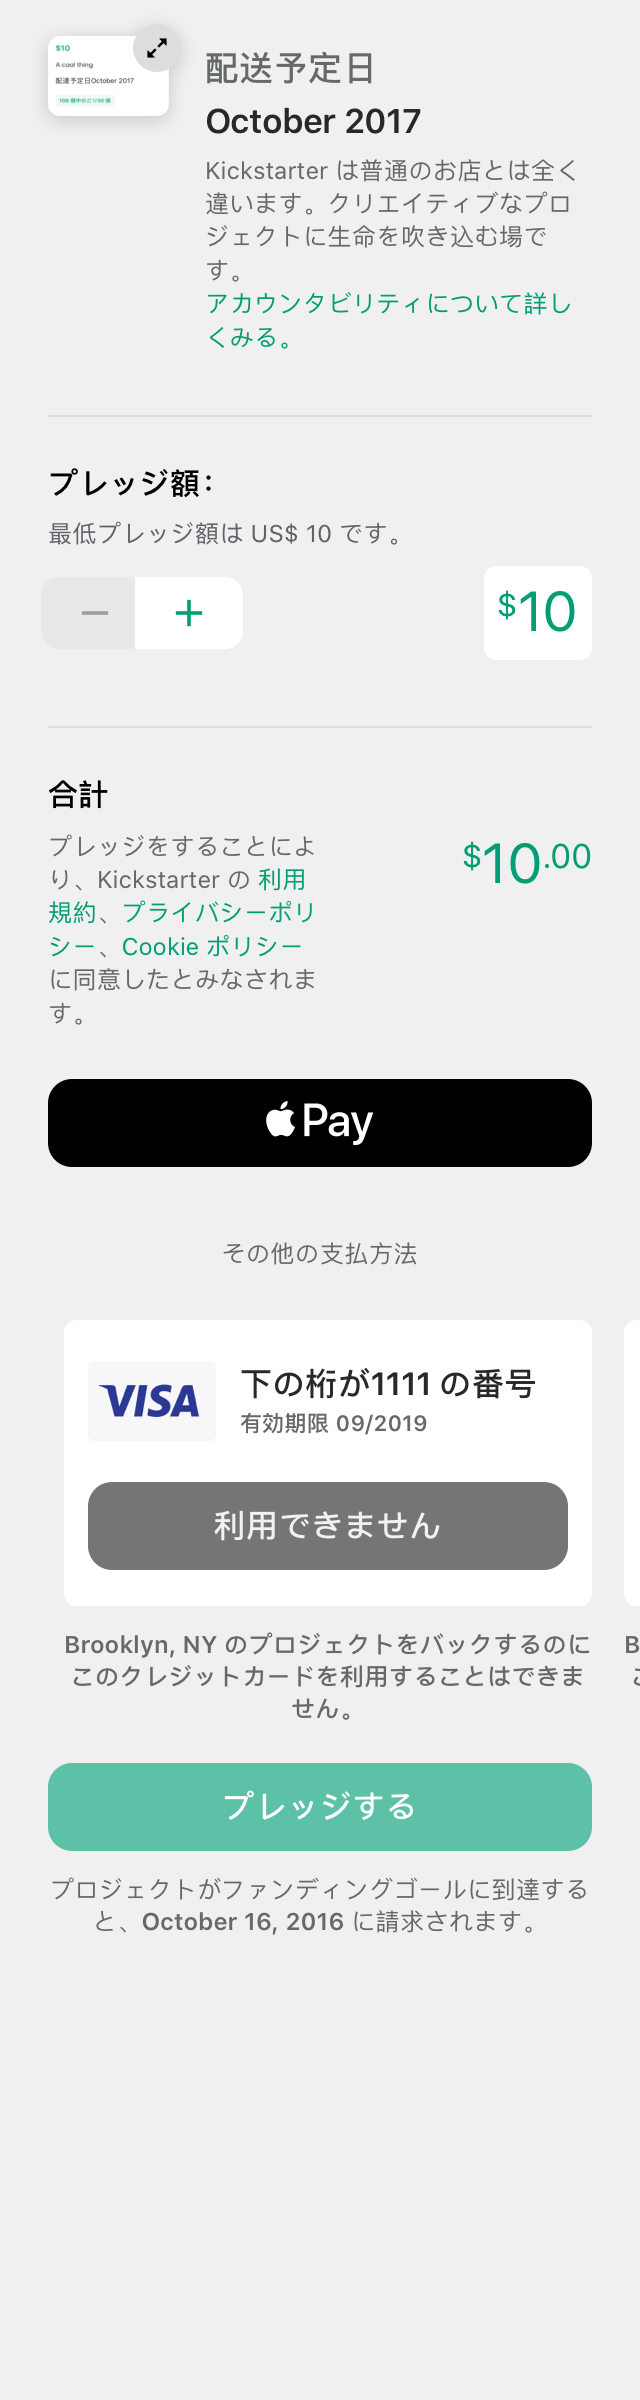 $10
A cool thing
配達予定日October 2017
配送予定日
October 2017
Kickstarter は普通のお店とは全く
違います。クリエイティブなプロ
ジェクトに生命を吹き込む場で
す。
アカウンタビリティについて詳し
くみる。
プレッジ額：
最低プレッジ額は US$ 10 です。
$10
合計
プレッジをすることによ
り、Kickstarter の 利用
規約、プライバシーポリ
シー、Cookie ポリシー
に同意したとみなされま
す。
$10.00
Pay
その他の支払方法
VISA
下の桁が1111 の番号
有効期限 09/2019
利用できません
Brooklyn, NY のプロジェクトをバックするのに
このクレジットカードを利用することはできま
せん。
プレッジする
プロジェクトがファンディングゴールに到達する
と、October 16, 2016 に請求されます。